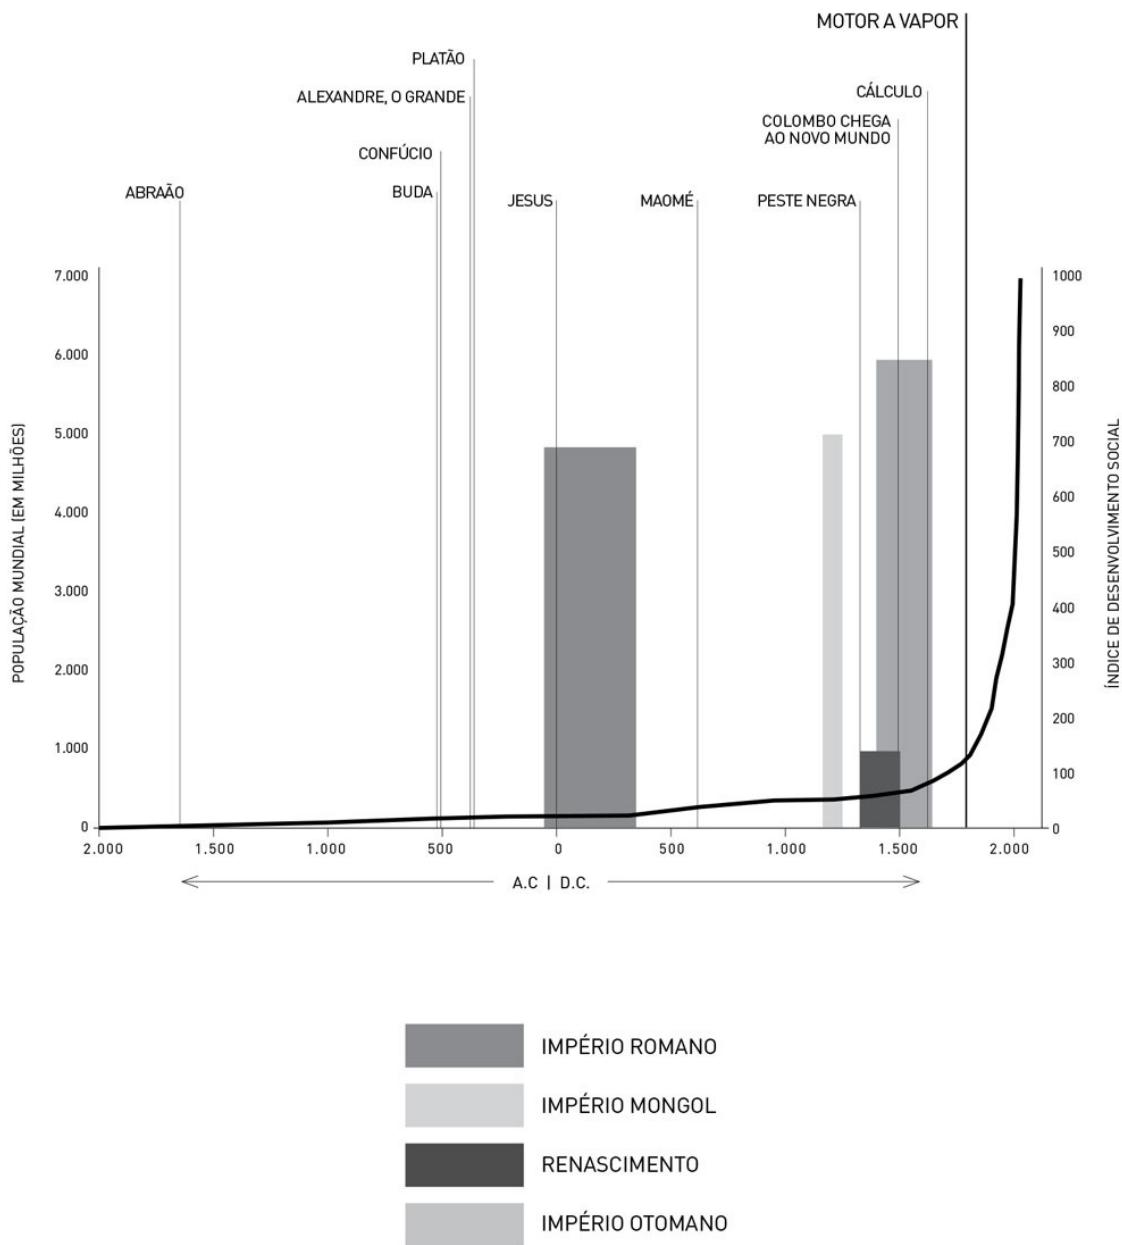 MOTOR A VAPOR
PLATÃO
ALEXANDRE, O GRANDE
CÁLCULO
COLOMBO CHEGA
AO NOVO MUNDO
CONFÚCIO
ABRAÃO
BUDA
JESUS
MAOMÉ
PESTE NEGRA
POPULAÇÃO MUNDIAL (EM MILHÕES)
7.000
6.000
5.000
4.000
3.000
2.000
1.000
0
1000
900
800
700
600
500
400
300
200
100
0
ÍNDICE DE DESENVOLVIMENTO SOCIAL
2.000 1.500 1.000 500 0 500 1.000 1.500 2.000
A.C | D.C.
IMPÉRIO ROMANO
IMPÉRIO MONGOL
RENASCIMENTO
IMPÉRIO OTOMANO